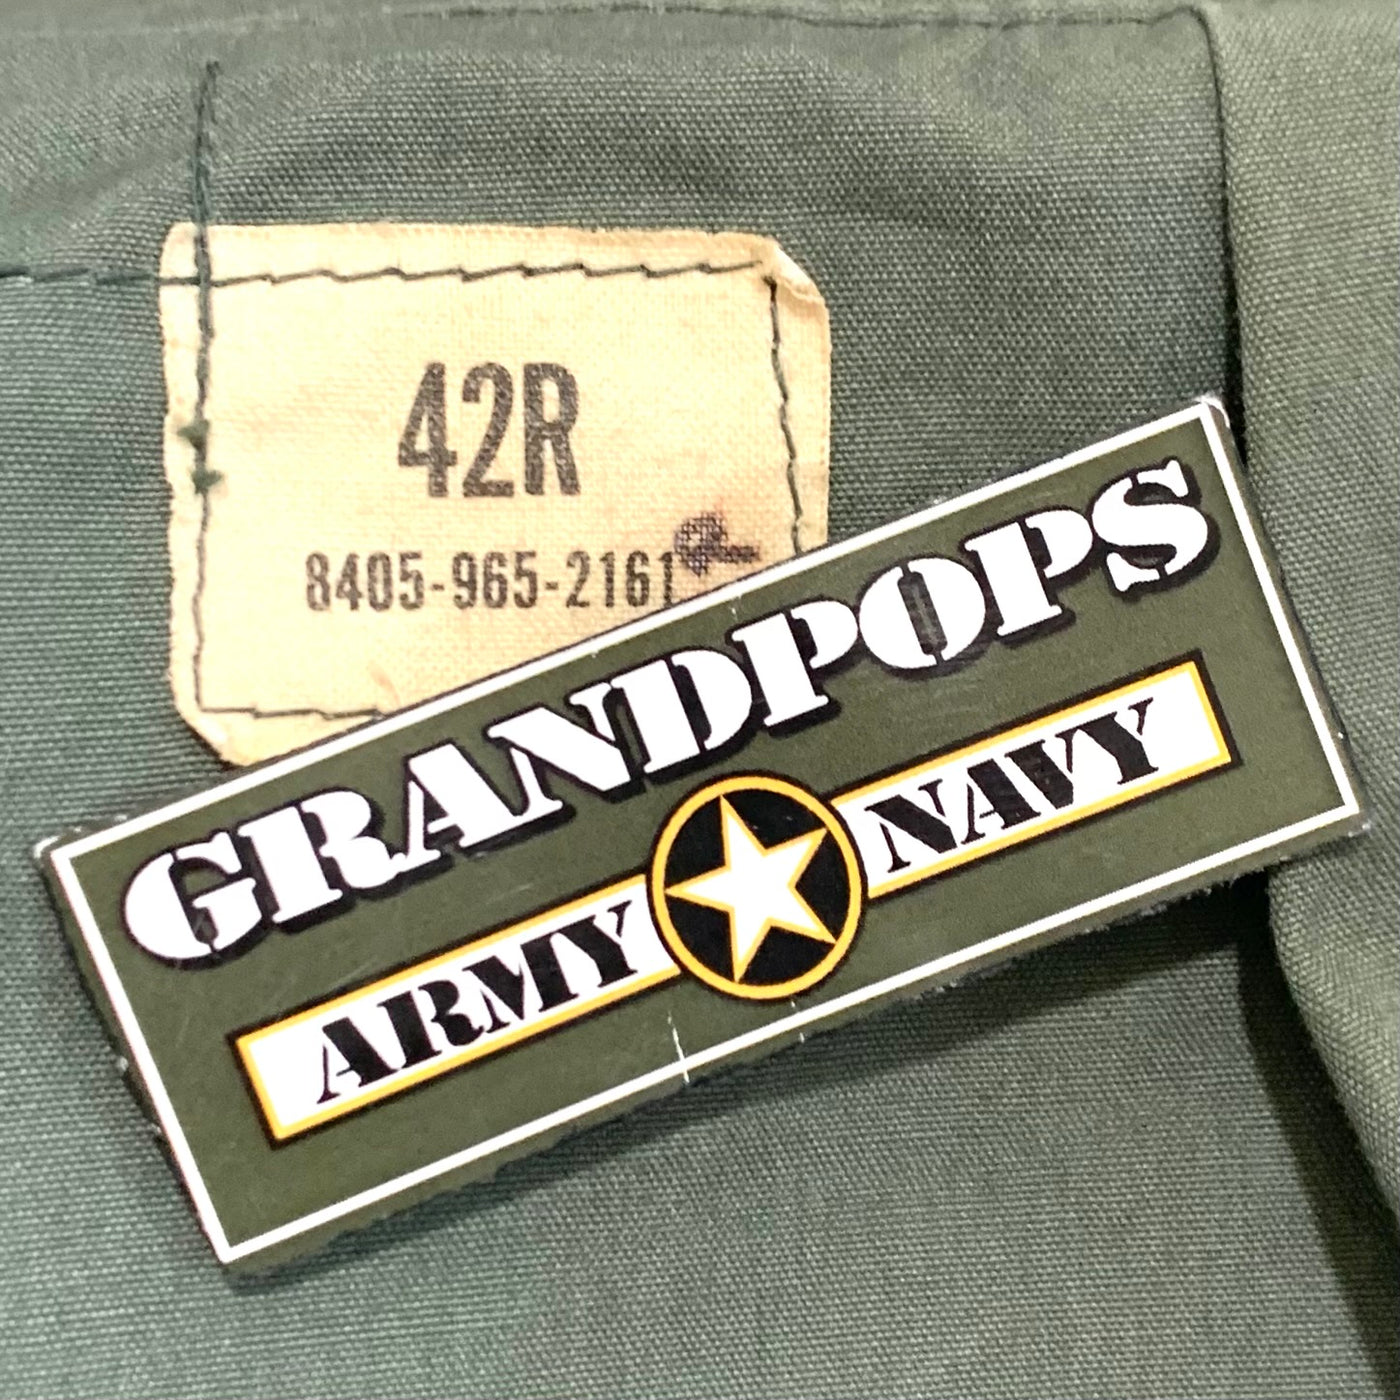 42R
8405-965-2161
GRANDPOPS
ARMY NAVY